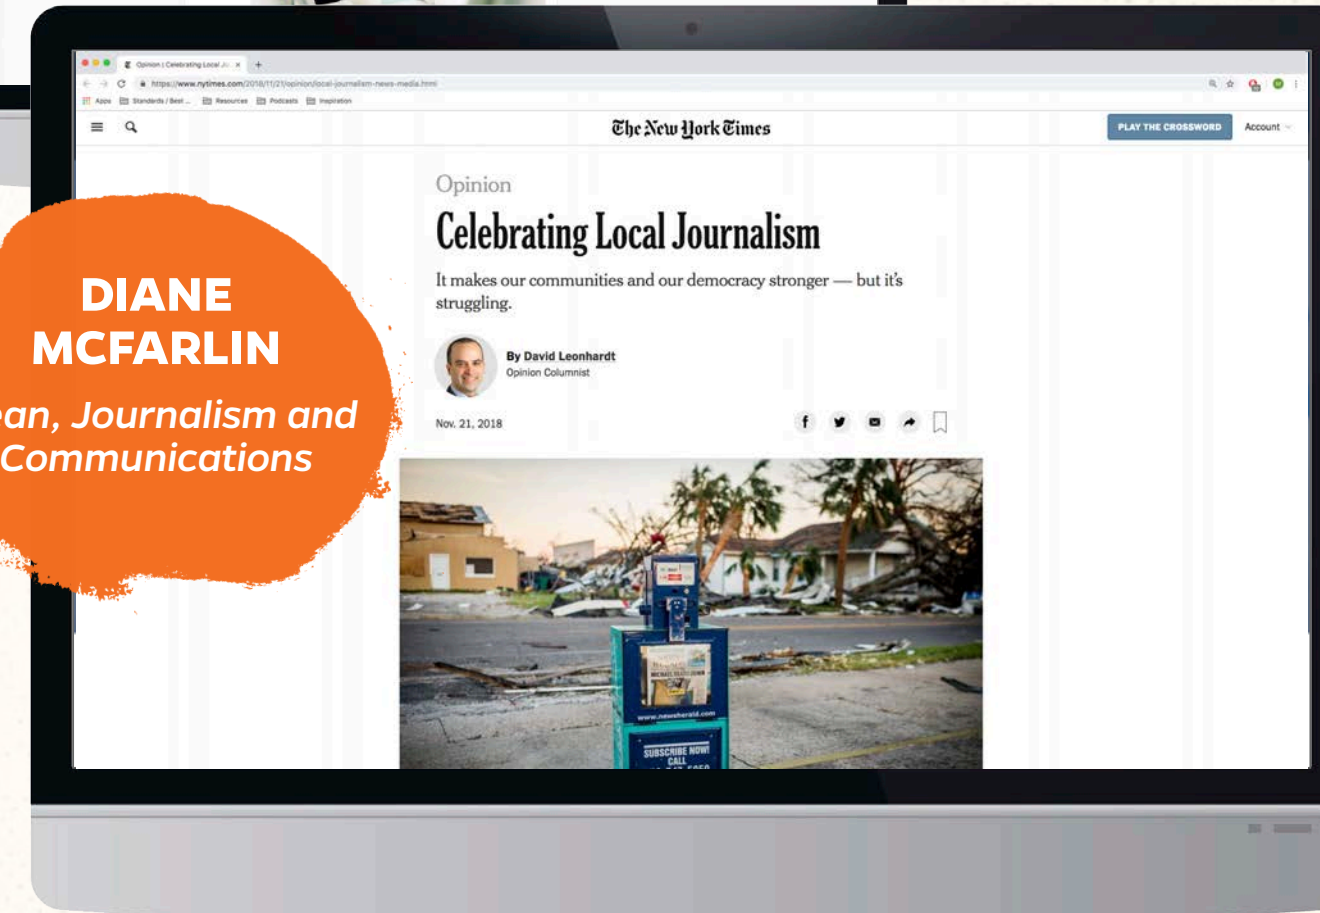 Opinion | Celebrating Local Jo
https://www.nytimes.com/2018/11/21/opinion/local-journalism-news-media.html
Apps Standards / Best ... Resources Podcasts Inspiration
The New York Times
PLAY THE CROSSWORD
Account
Opinion
Celebrating Local Journalism
It makes our communities and our democracy stronger — but it's
struggling.
By David Leonhardt
Opinion Columnist
Nov. 21, 2018
DIANE
MCFARLIN
ean, Journalism and
Communications
www.newsherald.com
SUBSCRIBE NOW!
CALL